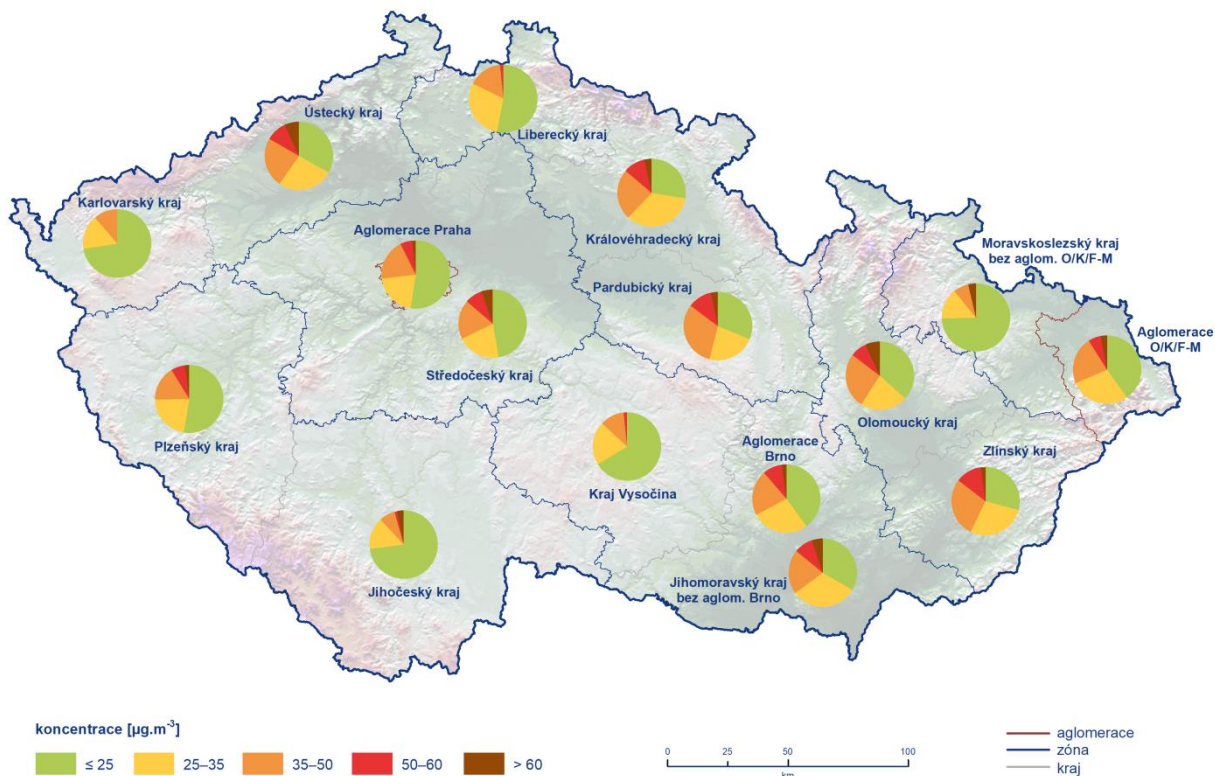 Ústecký kraj
Liberecký kraj
Karlovarský kraj
Aglomerace Praha
Královéhradecký kraj
Moravskoslezský kraj
bez aglom. O/K/F-M
Pardubický kraj
Aglomerace
O/K/F-M
Středočeský kraj
Olomoucký kraj
Plzeňský kraj
Aglomerace
Brno
Zlínský kraj
Kraj Vysočina
Jihočeský kraj
Jihomoravský kraj
bez aglom. Brno
koncentrace [µg.m⁻³]
≤ 25
25–35
35–50
50–60
> 60
0 25 50 100
km
aglomerace
zóna
kraj